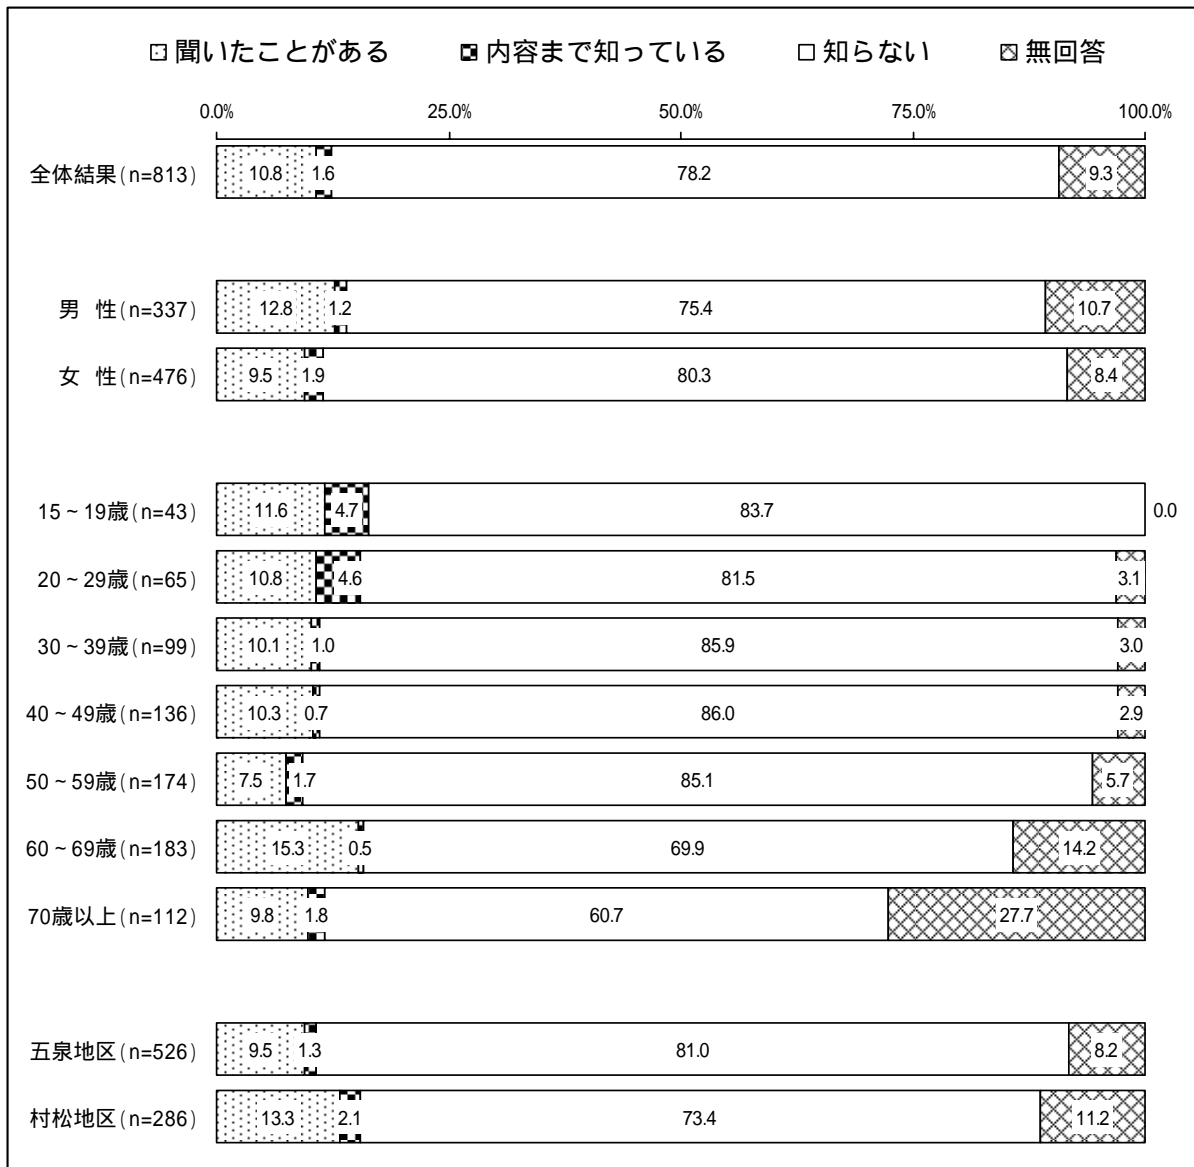 聞いたことがある 内容まで知っている 知らない 無回答
0.0% 25.0% 50.0% 75.0% 100.0%
全体結果(n=813) 10.8 1.6 78.2 9.3
男 性(n=337) 12.8 1.2 75.4 10.7
女 性(n=476) 9.5 1.9 80.3 8.4
15~19歳(n=43) 11.6 4.7 83.7 0.0
20~29歳(n=65) 10.8 4.6 81.5 3.1
30~39歳(n=99) 10.1 1.0 85.9 3.0
40~49歳(n=136) 10.3 0.7 86.0 2.9
50~59歳(n=174) 7.5 1.7 85.1 5.7
60~69歳(n=183) 15.3 0.5 69.9 14.2
70歳以上(n=112) 9.8 1.8 60.7 27.7
五泉地区(n=526) 9.5 1.3 81.0 8.2
村松地区(n=286) 13.3 2.1 73.4 11.2